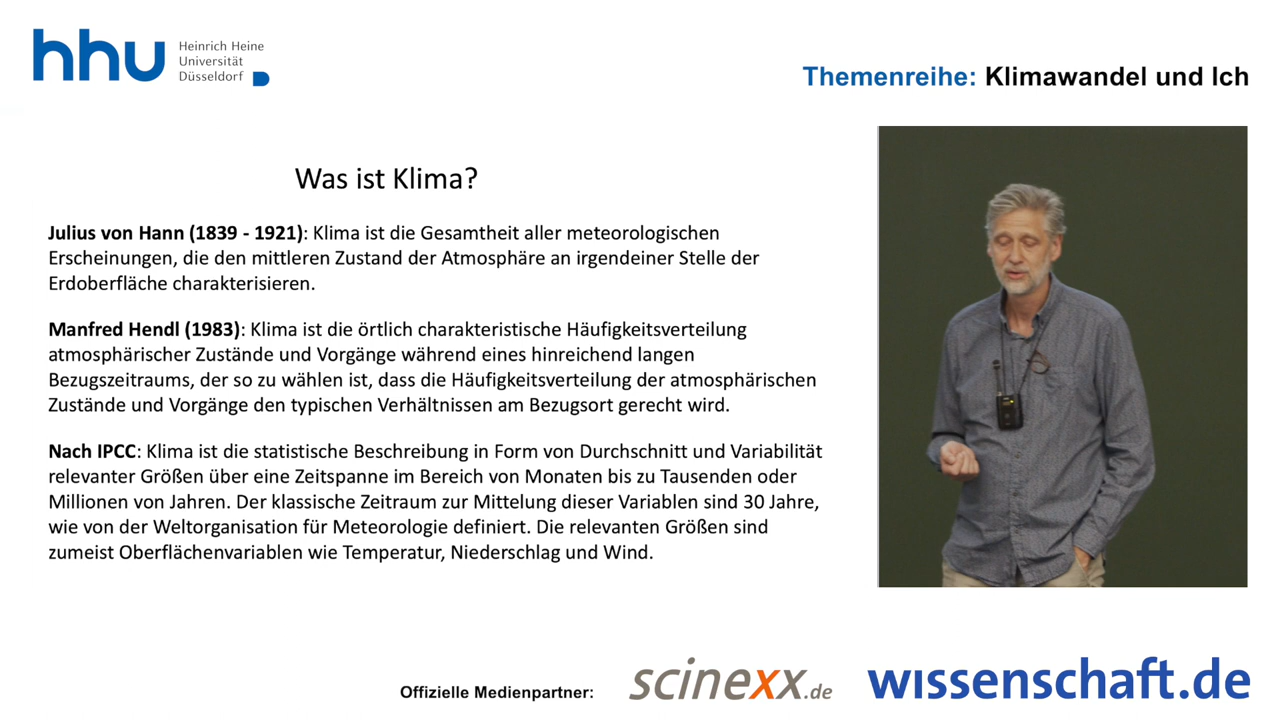 hhu Heinrich Heine
Universität
Düsseldorf
Themenreihe: Klimawandel und Ich
Was ist Klima?
Julius von Hann (1839 - 1921): Klima ist die Gesamtheit aller meteorologischen
Erscheinungen, die den mittleren Zustand der Atmosphäre an irgendeiner Stelle der
Erdoberfläche charakterisieren.
Manfred Hendl (1983): Klima ist die örtlich charakteristische Häufigkeitsverteilung
atmosphärischer Zustände und Vorgänge während eines hinreichend langen
Bezugszeitraums, der so zu wählen ist, dass die Häufigkeitsverteilung der atmosphärischen
Zustände und Vorgänge den typischen Verhältnissen am Bezugsort gerecht wird.
Nach IPCC: Klima ist die statistische Beschreibung in Form von Durchschnitt und Variabilität
relevanter Größen über eine Zeitspanne im Bereich von Monaten bis zu Tausenden oder
Millionen von Jahren. Der klassische Zeitraum zur Mittelung dieser Variablen sind 30 Jahre,
wie von der Weltorganisation für Meteorologie definiert. Die relevanten Größen sind
zumeist Oberflächenvariablen wie Temperatur, Niederschlag und Wind.
Offizielle Medienpartner: scinexx.de wissenschaft.de